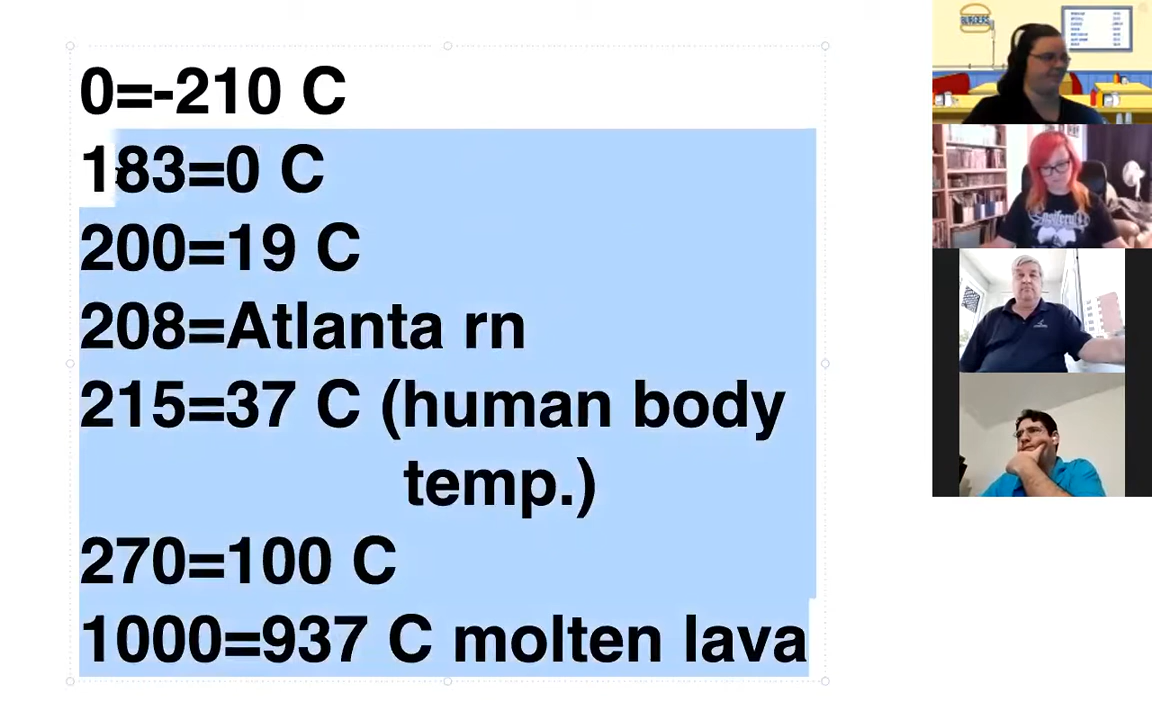 0=-210 C
183=0 C
200=19 C
208=Atlanta rn
215=37 C (human body
temp.)
270=100 C
1000=937 C molten lava
BURGERS